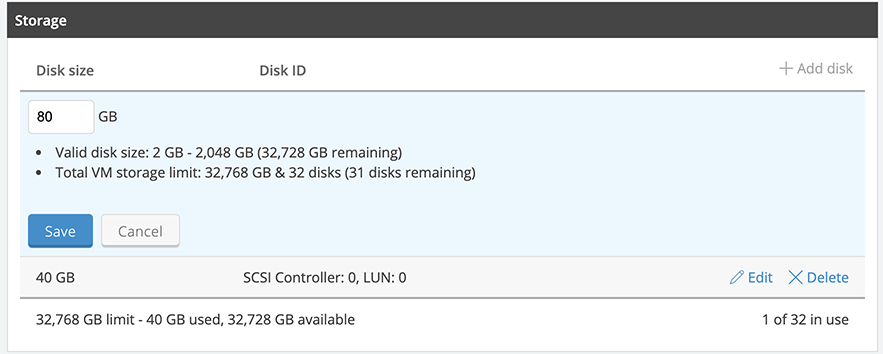 Storage
Disk size Disk ID + Add disk
80 GB
• Valid disk size: 2 GB - 2,048 GB (32,728 GB remaining)
• Total VM storage limit: 32,768 GB & 32 disks (31 disks remaining)
Save Cancel
40 GB SCSI Controller: 0, LUN: 0 Edit Delete
32,768 GB limit - 40 GB used, 32,728 GB available 1 of 32 in use